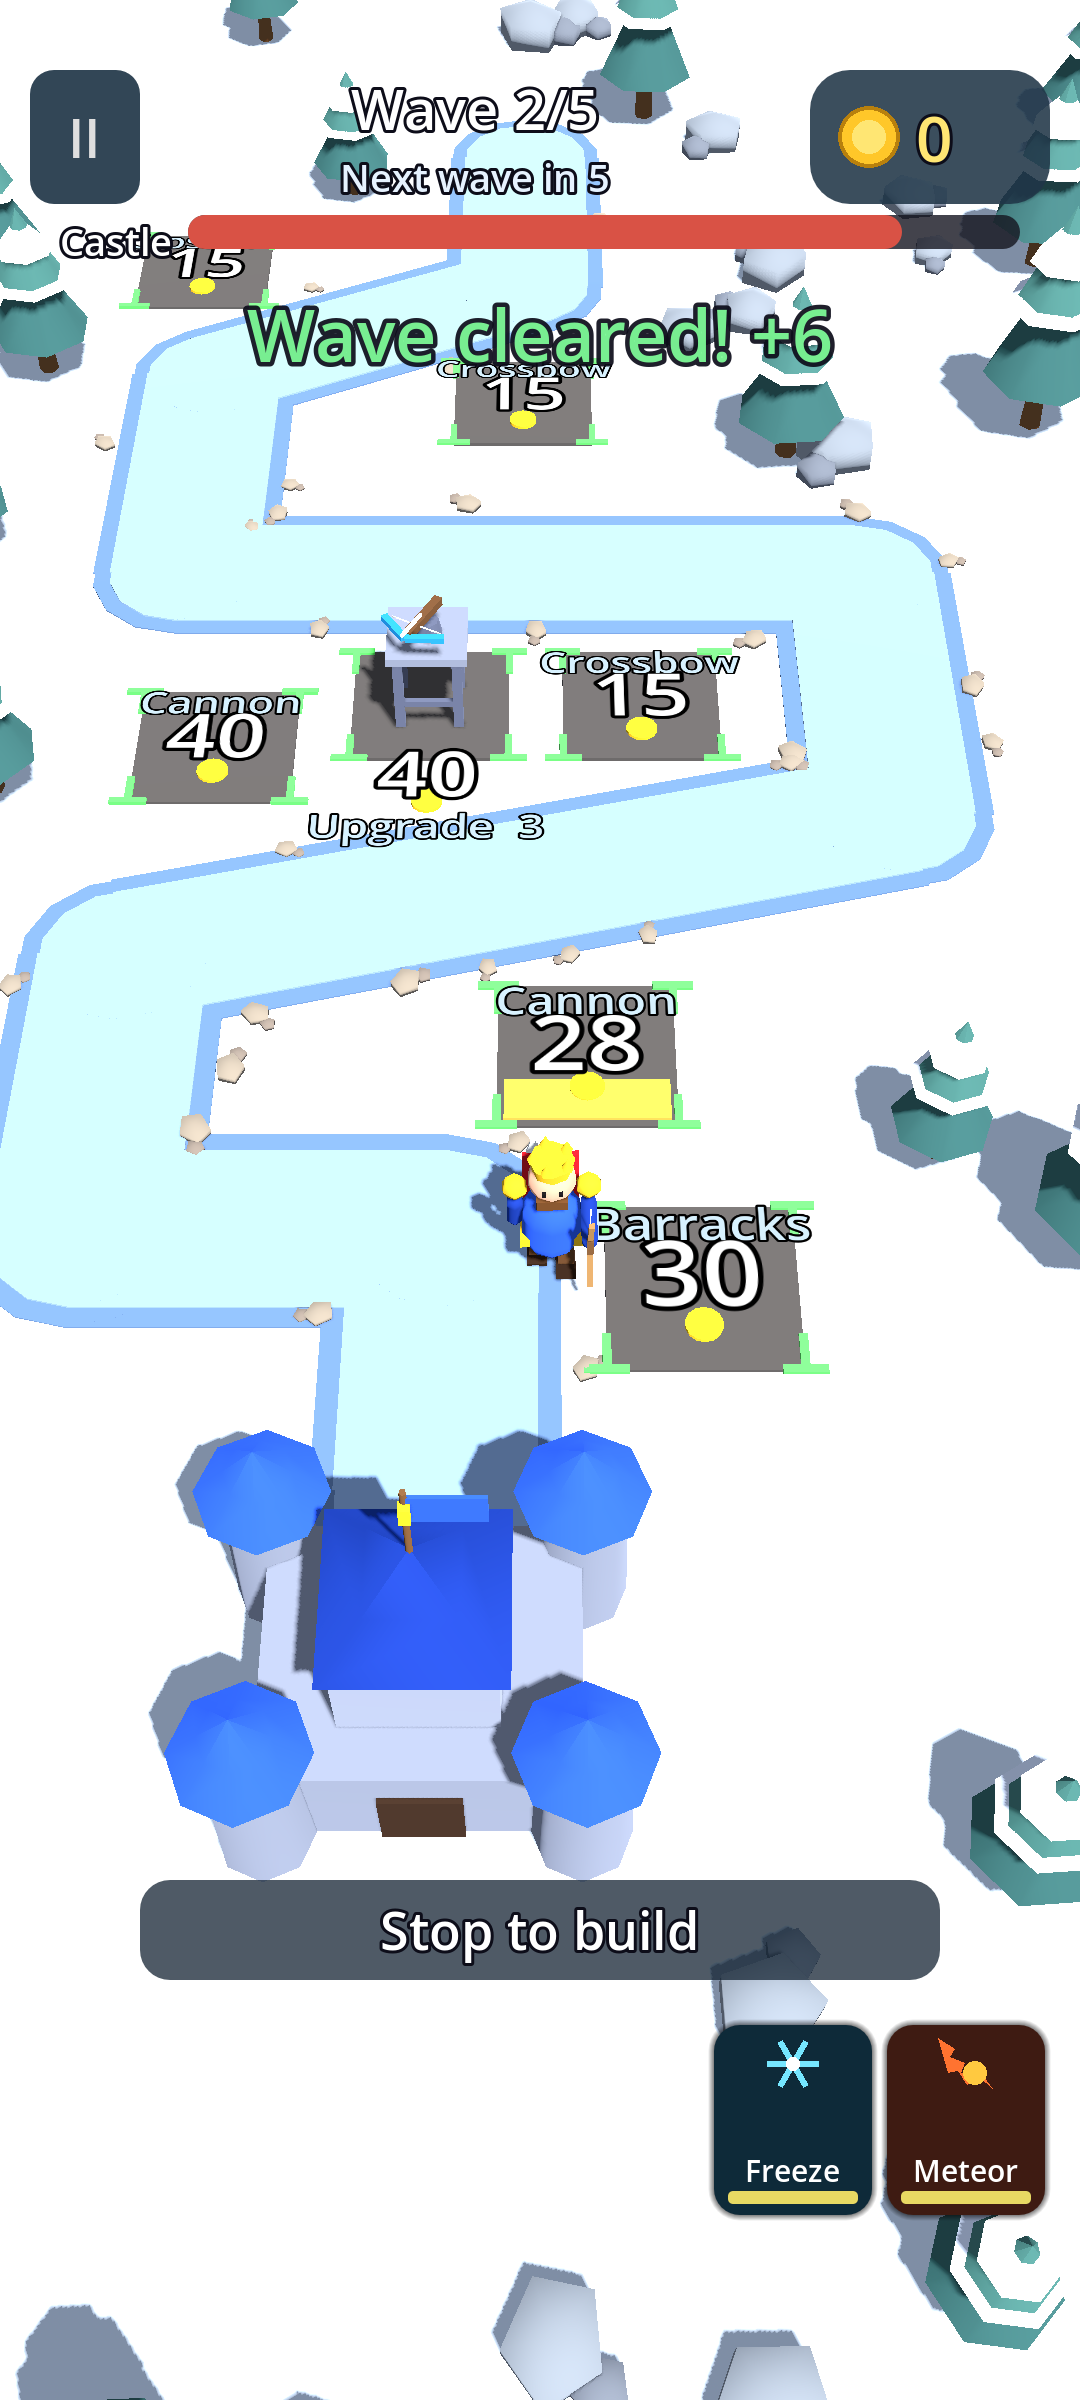 Wave 2/5
Next wave in 5
0
Castle
15
Wave cleared! +6
Crossbow
15
Crossbow
15
Cannon
40
40
Upgrade 3
Cannon
28
Barracks
30
Stop to build
Freeze
Meteor